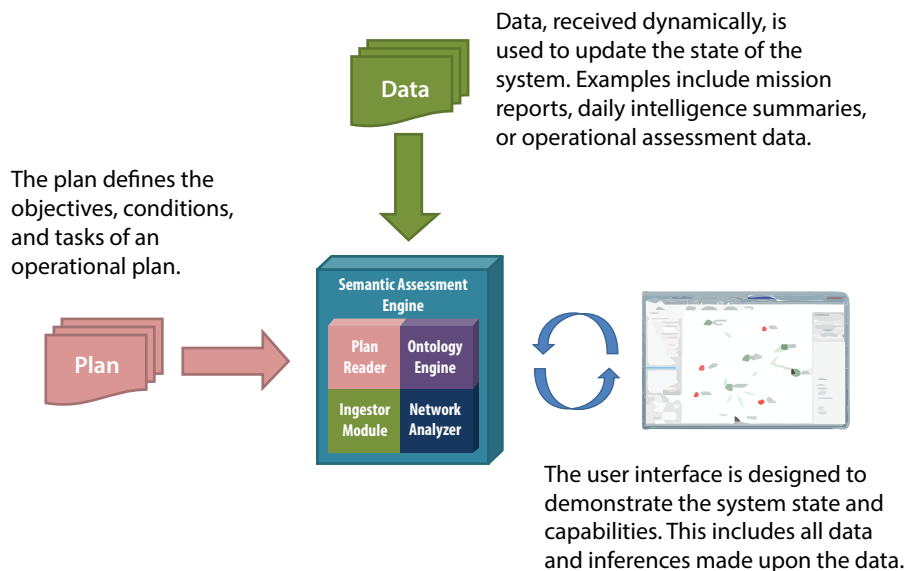 Data, received dynamically, is
used to update the state of the
system. Examples include mission
reports, daily intelligence summaries,
or operational assessment data.
Data
The plan defines the
objectives, conditions,
and tasks of an
operational plan.
Plan
Semantic Assessment
Engine
Plan
Reader
Ontology
Engine
Ingestor
Module
Network
Analyzer
The user interface is designed to
demonstrate the system state and
capabilities. This includes all data
and inferences made upon the data.